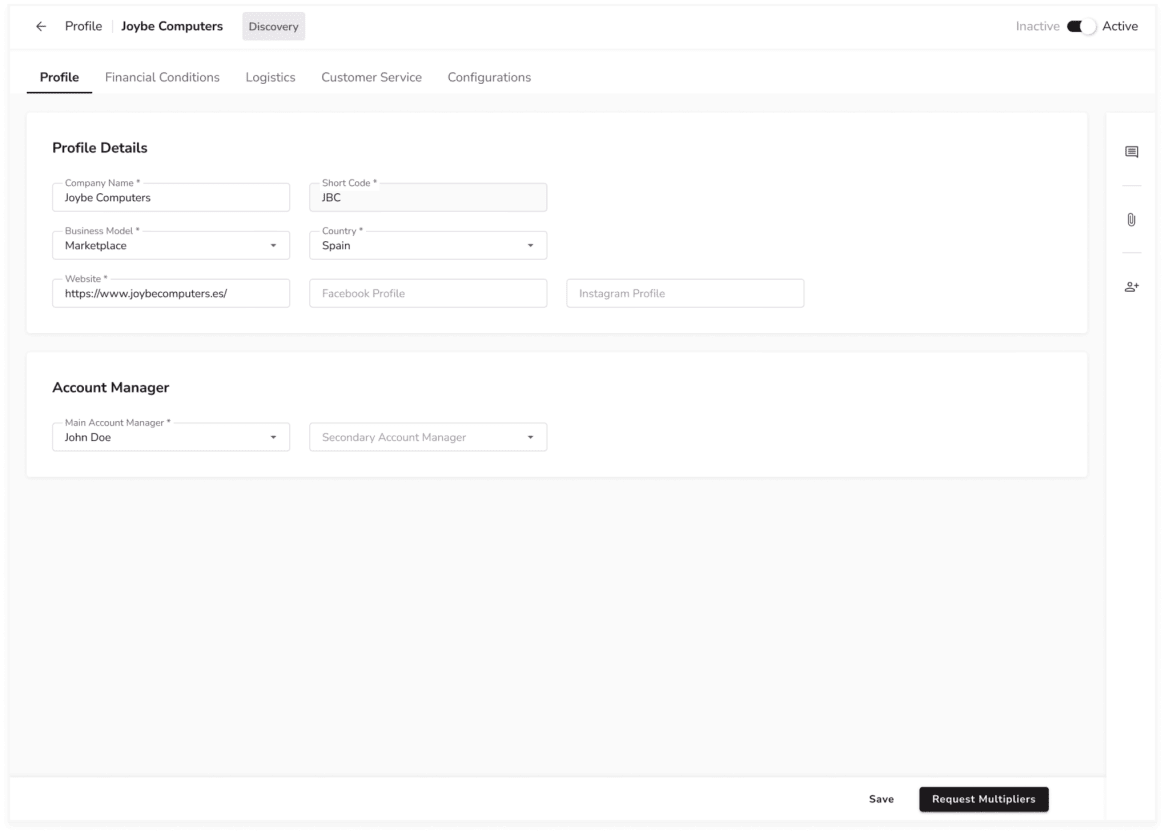 Profile Joybe Computers Discovery Inactive Active
Profile Financial Conditions Logistics Customer Service Configurations
Profile Details
Company Name * Short Code *
Joybe Computers JBC
Business Model * Country *
Marketplace Spain
Website *
https://www.joybecomputers.es/ Facebook Profile Instagram Profile
Account Manager
Main Account Manager *
John Doe Secondary Account Manager
Save Request Multipliers